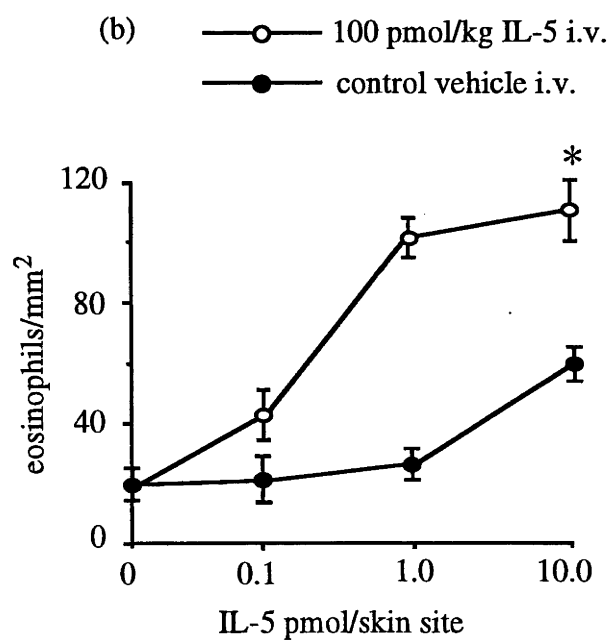 (b) 100 pmol/kg IL-5 i.v.
control vehicle i.v.
*
120
80
40
0
eosinophils/mm²
0 0.1 1.0 10.0
IL-5 pmol/skin site